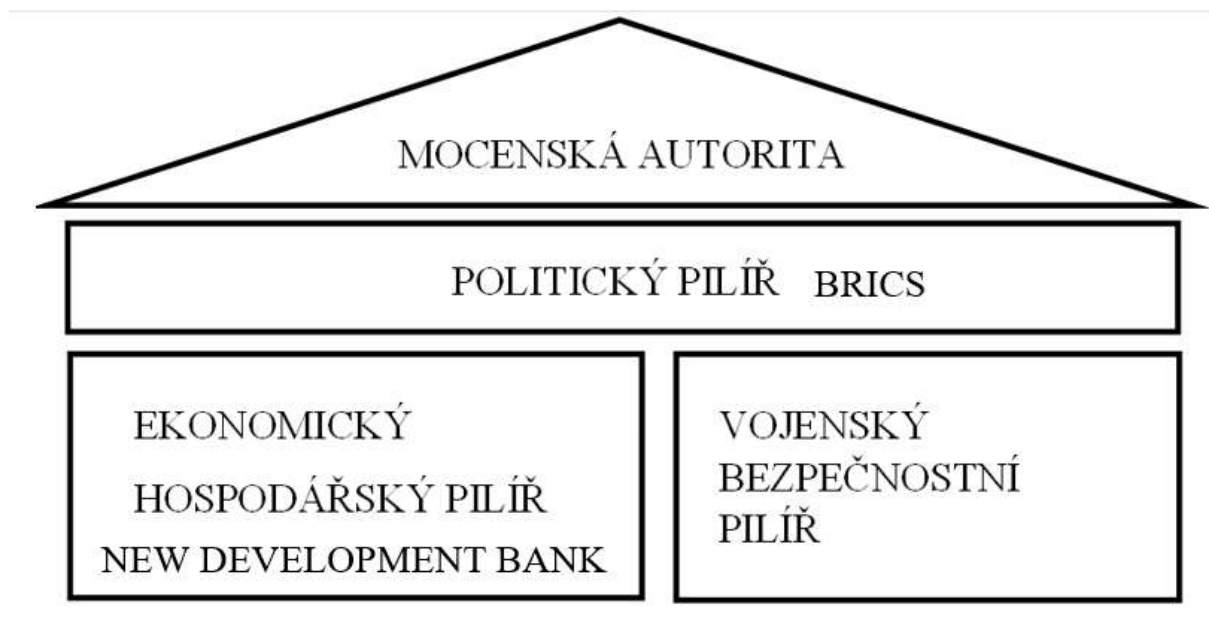 MOCENSKÁ AUTORITA
POLITICKÝ PILÍŘ BRICS
EKONOMICKÝ
HOSPODÁŘSKÝ PILÍŘ
NEW DEVELOPMENT BANK
VOJENSKÝ
BEZPEČNOSTNÍ
PILÍŘ